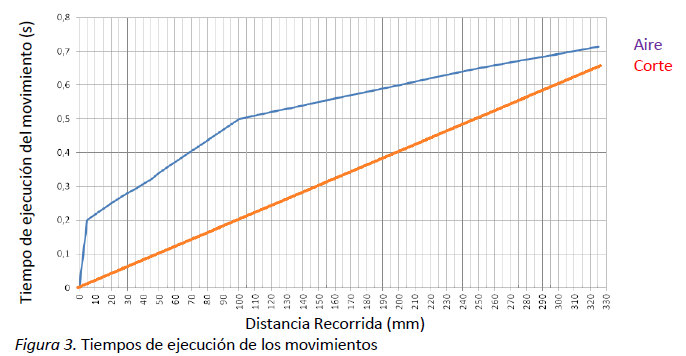 Tiempo de ejecución del movimiento (s)
0,8
0,7
0,6
0,5
0,4
0,3
0,2
0,1
0
0 10 20 30 40 50 60 70 80 90 100 110 120 130 140 150 160 170 180 190 200 210 220 230 240 250 260 270 280 290 300 310 320 330
Distancia Recorrida (mm)
Aire
Corte
Figura 3. Tiempos de ejecución de los movimientos